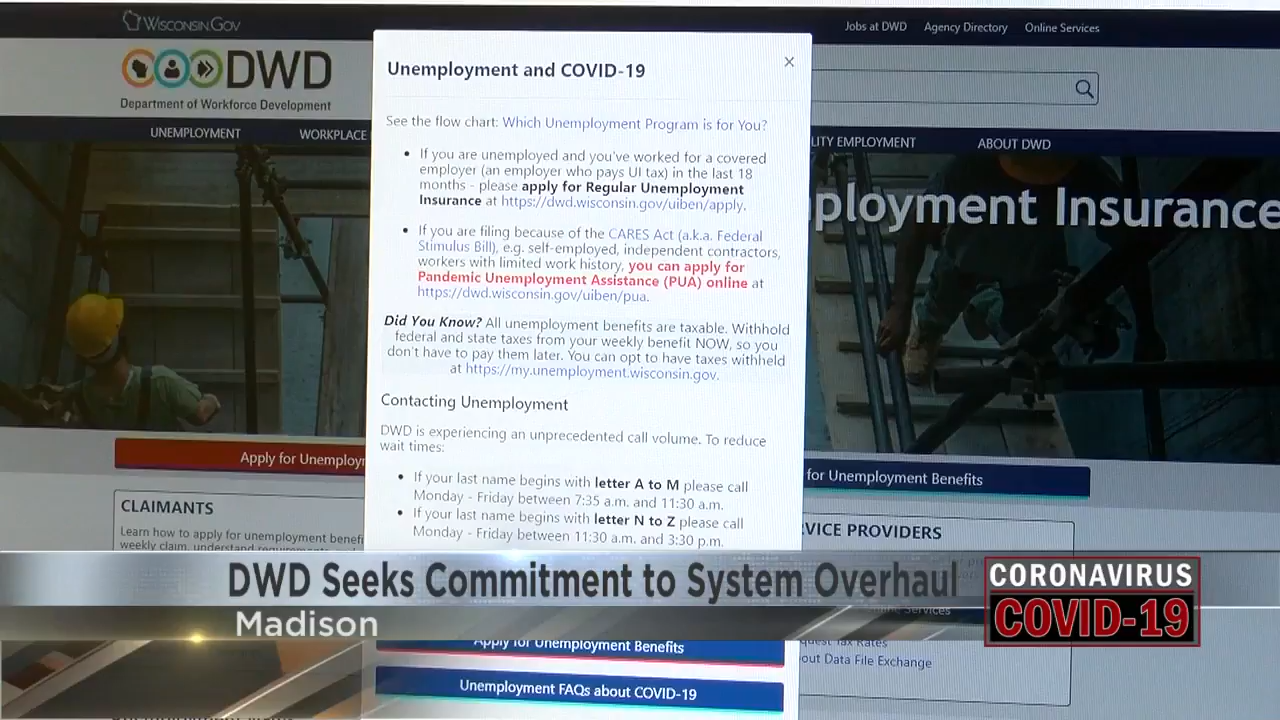 WISCONSIN.GOV
Jobs at DWD Agency Directory Online Services
DWD
Department of Workforce Development
UNEMPLOYMENT WORKPLACE
LITY EMPLOYMENT ABOUT DWD
ployment Insurance
Unemployment and COVID-19
×
See the flow chart: Which Unemployment Program is for You?
• If you are unemployed and you've worked for a covered
employer (an employer who pays UI tax) in the last 18
months - please apply for Regular Unemployment
Insurance at https://dwd.wisconsin.gov/uiben/apply.
• If you are filing because of the CARES Act (a.k.a. Federal
Stimulus Bill), e.g. self-employed, independent contractors,
workers with limited work history, you can apply for
Pandemic Unemployment Assistance (PUA) online at
https://dwd.wisconsin.gov/uiben/pua.
Did You Know? All unemployment benefits are taxable. Withhold
federal and state taxes from your weekly benefit NOW, so you
don't have to pay them later. You can opt to have taxes withheld
at https://my.unemployment.wisconsin.gov.
Contacting Unemployment
DWD is experiencing an unprecedented call volume. To reduce
wait times:
• If your last name begins with letter A to M please call
Monday - Friday between 7:35 a.m. and 11:30 a.m.
• If your last name begins with letter N to Z please call
Monday - Friday between 11:30 a.m. and 3:30 p.m.
Apply for Unemploy
for Unemployment Benefits
CLAIMANTS
Learn how to apply for unemployment benefi
weekly claim, understand
VICE PROVIDERS
DWD Seeks Commitment to System Overhaul
Madison
CORONAVIRUS
COVID-19
Services
Apply for Unemployment Benefits
quest Tax Rates
out Data File Exchange
Unemployment FAQs about COVID-19